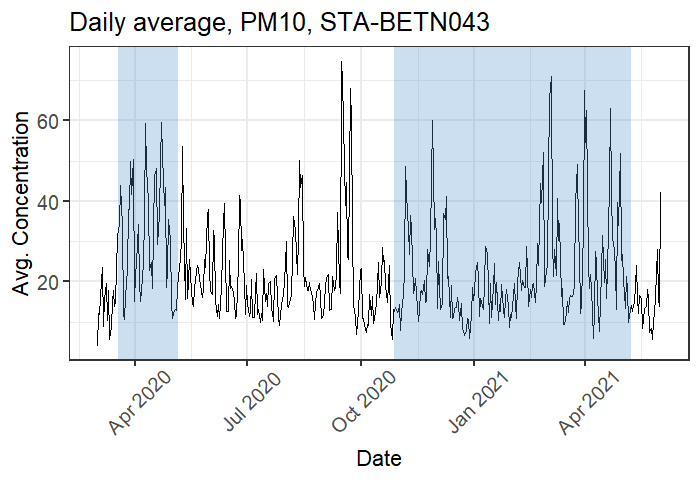 Daily average, PM10, STA-BETN043
Avg. Concentration
60
40
20
Apr 2020
Jul 2020
Oct 2020
Jan 2021
Apr 2021
Date